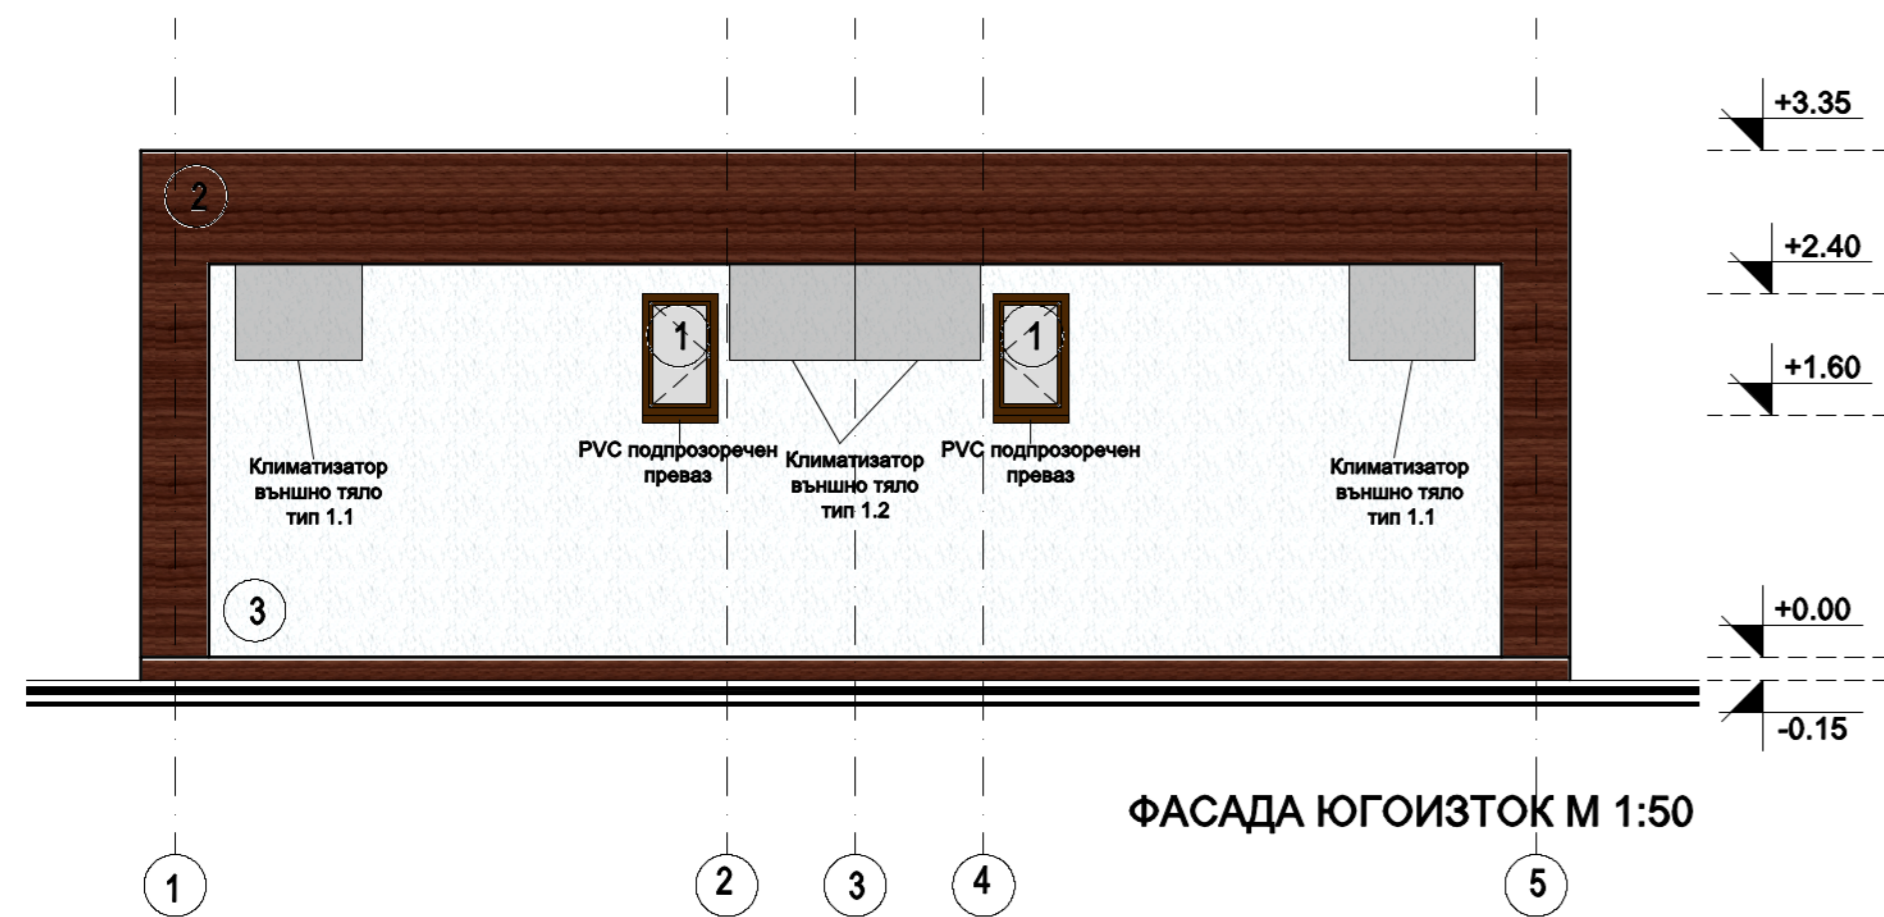 +3.35
2
+2.40
1
1
+1.60
PVC подпрозоречен
преваз
Климатизатор
външно тяло
тип 1.2
PVC подпрозоречен
преваз
Климатизатор
външно тяло
тип 1.1
Климатизатор
външно тяло
тип 1.1
3
+0.00
-0.15
ФАСАДА ЮГОИЗТОК М 1:50
1
2
3
4
5